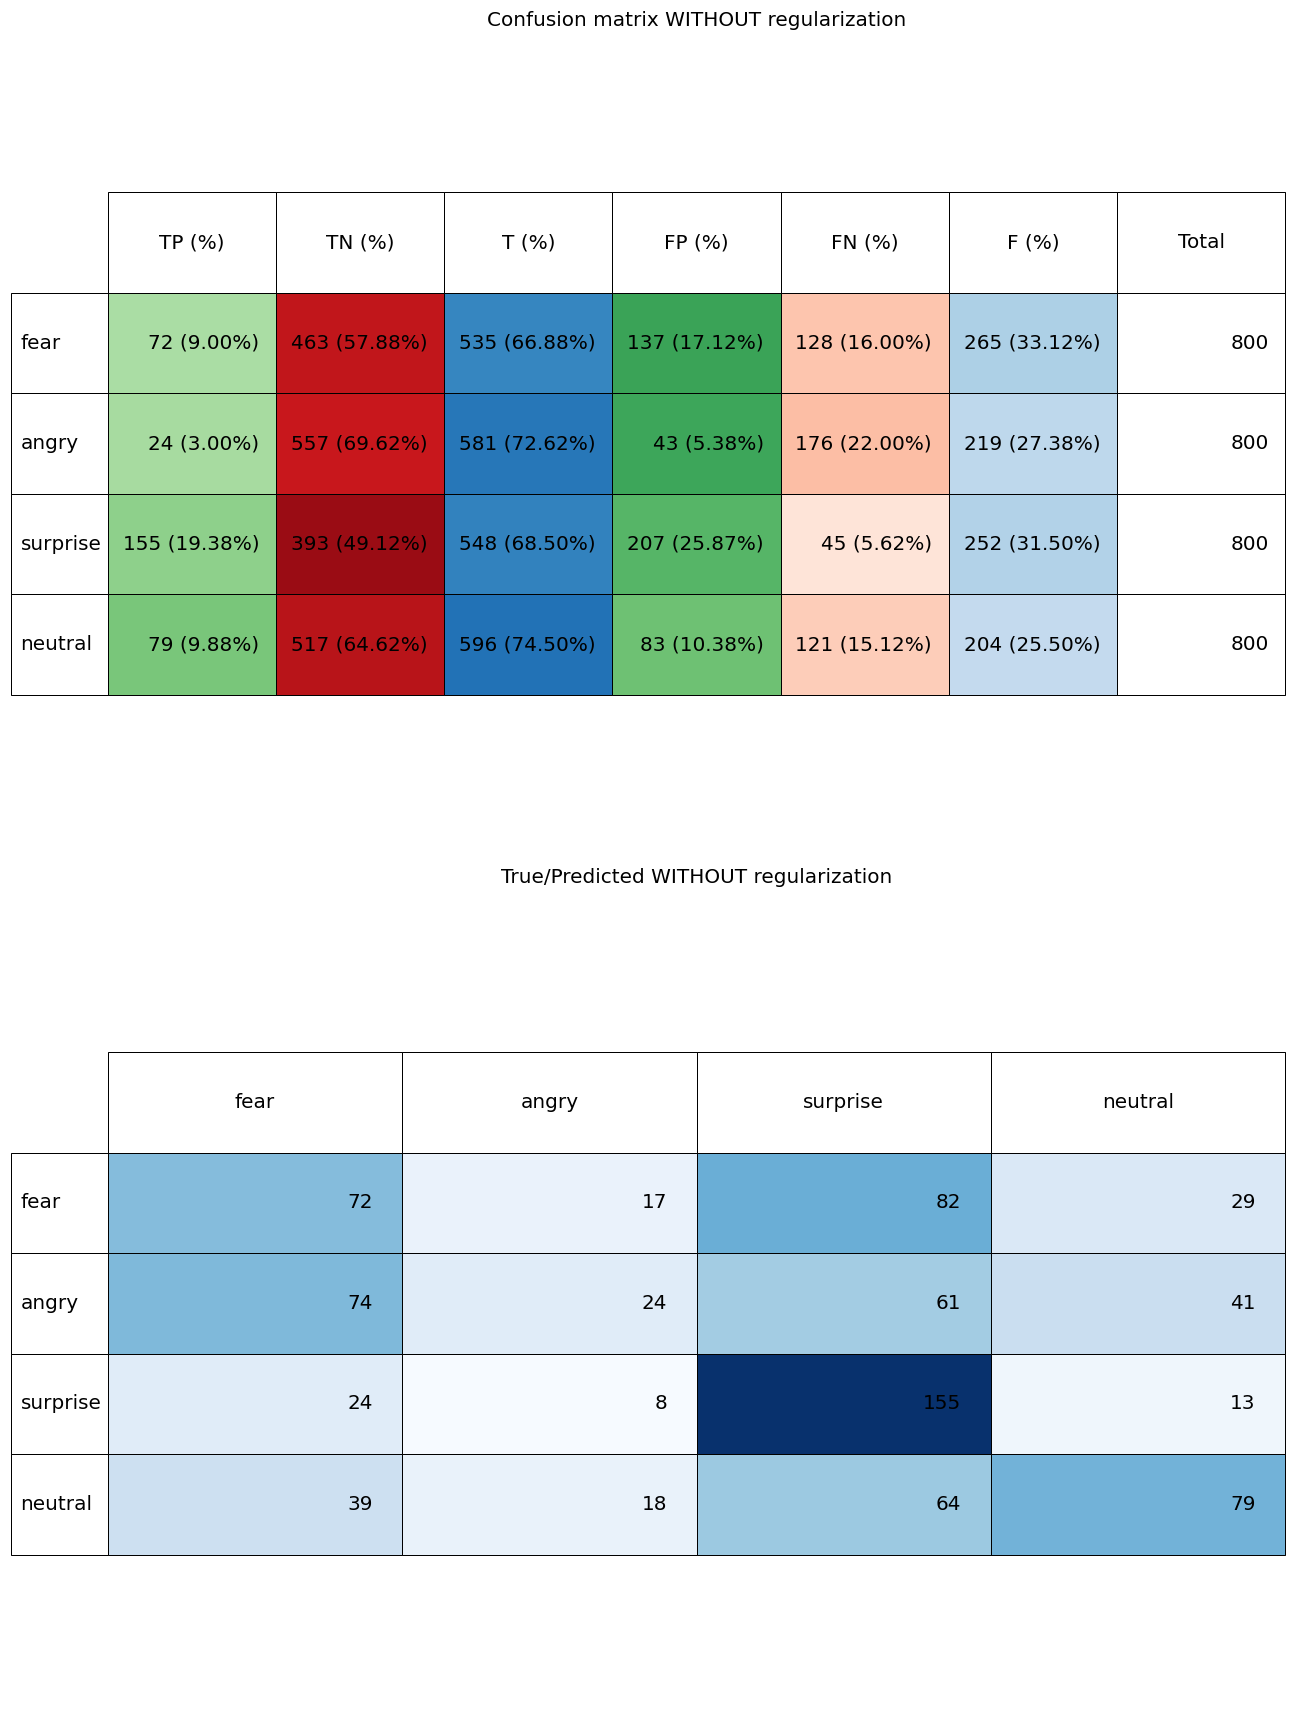 Confusion matrix WITHOUT regularization
TP (%) TN (%) T (%) FP (%) FN (%) F (%) Total
fear 72 (9.00%) 463 (57.88%) 535 (66.88%) 137 (17.12%) 128 (16.00%) 265 (33.12%) 800
angry 24 (3.00%) 557 (69.62%) 581 (72.62%) 43 (5.38%) 176 (22.00%) 219 (27.38%) 800
surprise 155 (19.38%) 393 (49.12%) 548 (68.50%) 207 (25.87%) 45 (5.62%) 252 (31.50%) 800
neutral 79 (9.88%) 517 (64.62%) 596 (74.50%) 83 (10.38%) 121 (15.12%) 204 (25.50%) 800
True/Predicted WITHOUT regularization
fear angry surprise neutral
fear 72 17 82 29
angry 74 24 61 41
surprise 24 8 155 13
neutral 39 18 64 79